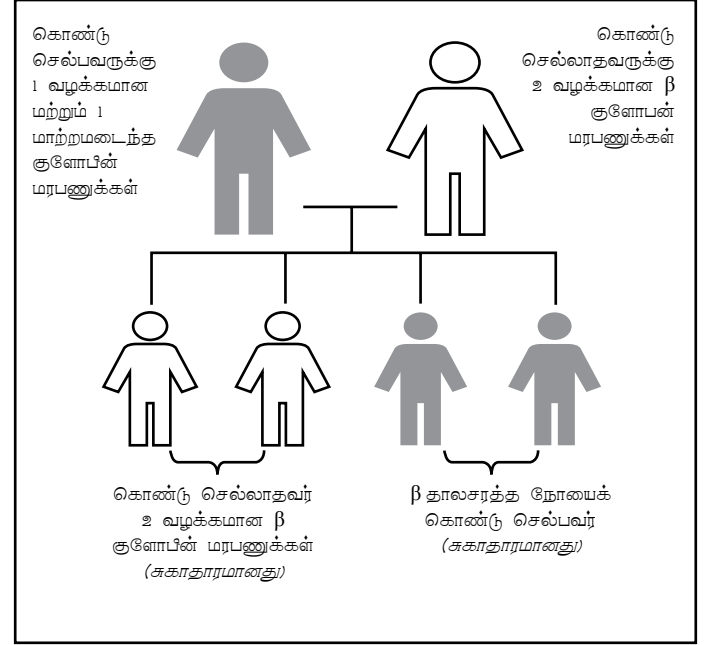 கொண்டு
செல்பவருக்கு
1 வழக்கமான
மற்றும் 1
மாற்றமடைந்த
குளோபீன்
மரபணுக்கள்
கொண்டு
செல்லாதவருக்கு
உ வழக்கமான β
குளோபன்
மரபணுக்கள்
கொண்டு செல்லாதவர்
உ வழக்கமான β
குளோபீன் மரபணுக்கள்
(சுகாதாரமானது)
β தாலசரத்த நோயைக்
கொண்டு செல்பவர்
(சுகாதாரமானது)